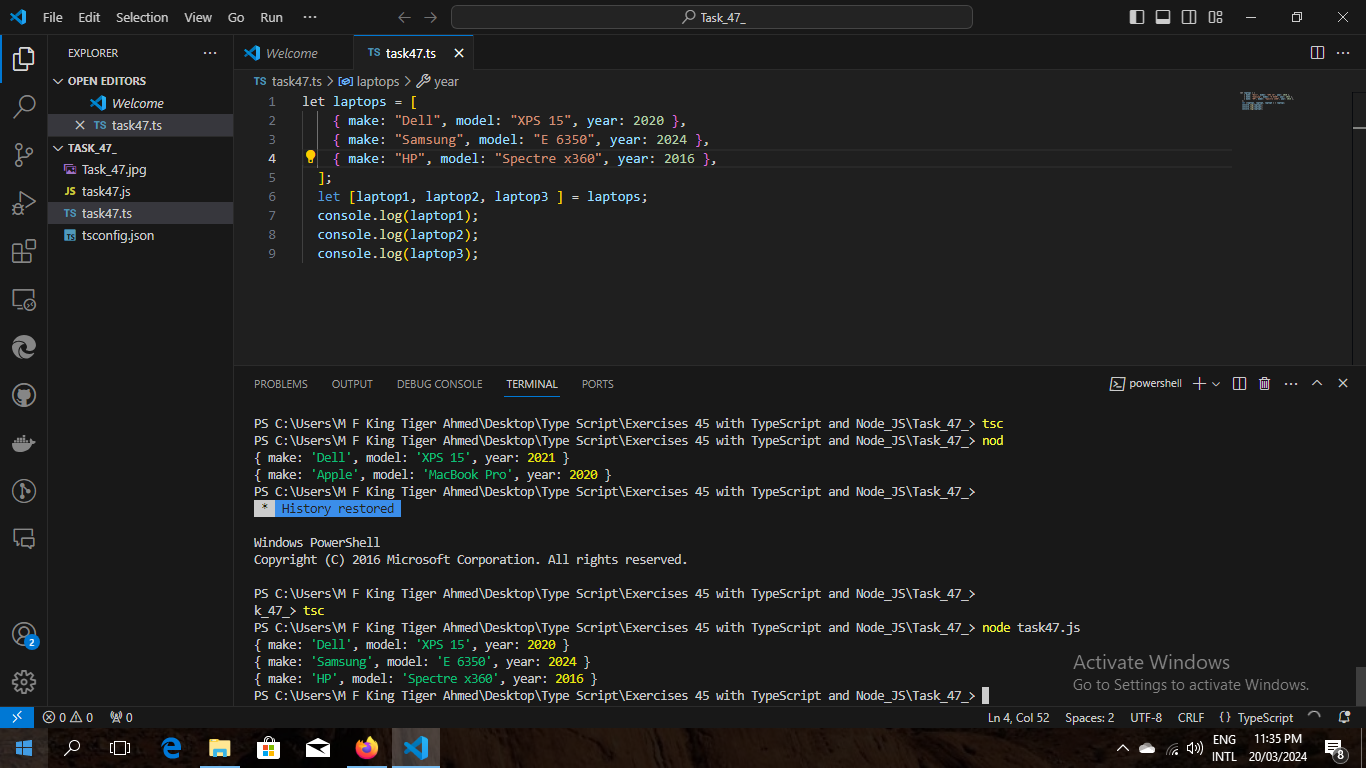 File Edit Selection View Go Run ··· Task_47_
EXPLORER ···
OPEN EDITORS
Welcome
TS task47.ts
TASK_47_
Task_47.jpg
JS task47.js
TS task47.ts
TS tsconfig.json
Welcome TS task47.ts
TS task47.ts > laptops > year
1 let laptops = [
2 { make: "Dell", model: "XPS 15", year: 2020 },
3 { make: "Samsung", model: "E 6350", year: 2024 },
4 { make: "HP", model: "Spectre x360", year: 2016 },
5 ];
6 let [laptop1, laptop2, laptop3 ] = laptops;
7 console.log(laptop1);
8 console.log(laptop2);
9 console.log(laptop3);
PROBLEMS OUTPUT DEBUG CONSOLE TERMINAL PORTS powershell
PS C:\Users\M F King Tiger Ahmed\Desktop\Type Script\Exercises 45 with TypeScript and Node_JS\Task_47_> tsc
PS C:\Users\M F King Tiger Ahmed\Desktop\Type Script\Exercises 45 with TypeScript and Node_JS\Task_47_> nod
{ make: 'Dell', model: 'XPS 15', year: 2021 }
{ make: 'Apple', model: 'MacBook Pro', year: 2020 }
PS C:\Users\M F King Tiger Ahmed\Desktop\Type Script\Exercises 45 with TypeScript and Node_JS\Task_47_>
* History restored
Windows PowerShell
Copyright (C) 2016 Microsoft Corporation. All rights reserved.
PS C:\Users\M F King Tiger Ahmed\Desktop\Type Script\Exercises 45 with TypeScript and Node_JS\Task_47_>
k_47_> tsc
PS C:\Users\M F King Tiger Ahmed\Desktop\Type Script\Exercises 45 with TypeScript and Node_JS\Task_47_> node task47.js
{ make: 'Dell', model: 'XPS 15', year: 2020 }
{ make: 'Samsung', model: 'E 6350', year: 2024 }
{ make: 'HP', model: 'Spectre x360', year: 2016 }
PS C:\Users\M F King Tiger Ahmed\Desktop\Type Script\Exercises 45 with TypeScript and Node_JS\Task_47_>
Activate Windows
Go to Settings to activate Windows.
2
0 0 0 Ln 4, Col 52 Spaces: 2 UTF-8 CRLF {} TypeScript
ENG 11:35 PM
INTL 20/03/2024 8